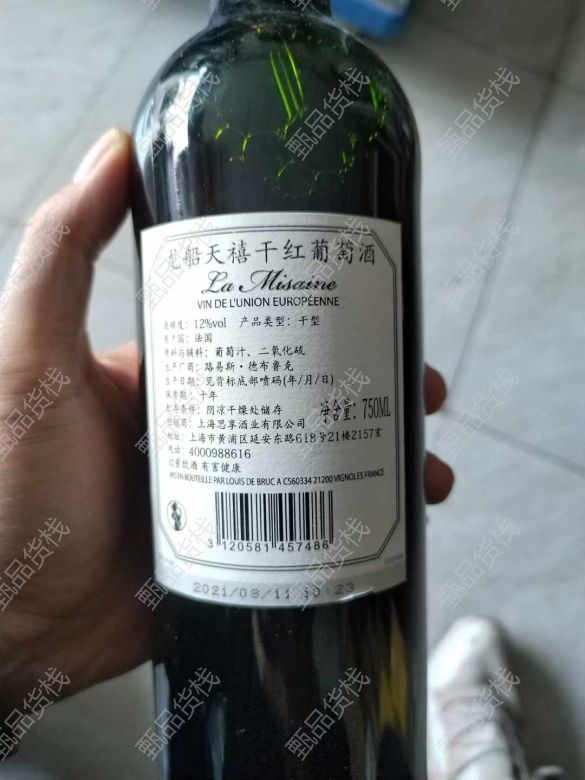 龙船天禧干红葡萄酒
La Misaine
VIN DE L'UNION EUROPÉENNE
酒精度：12%vol 产品类型：干型
原产国：法国
原料与辅料：葡萄汁、二氧化硫
生产厂商：路易斯·德布鲁克
生产日期：见背标底部喷码(年/月/日)
保质期：十年
贮存条件：阴凉干燥处储存
净含量：750ML
经销商：上海思享酒业有限公司
地址：上海市黄浦区延安东路618号21楼2157室
电话：4000988616
过量饮酒 有害健康
MIS EN BOUTEILLE PAR LOUIS DE BRUC A CS60334 21200 VIGNOLES FRANCE
3 120581 457486
2021/08/11 10:23
甄品货栈